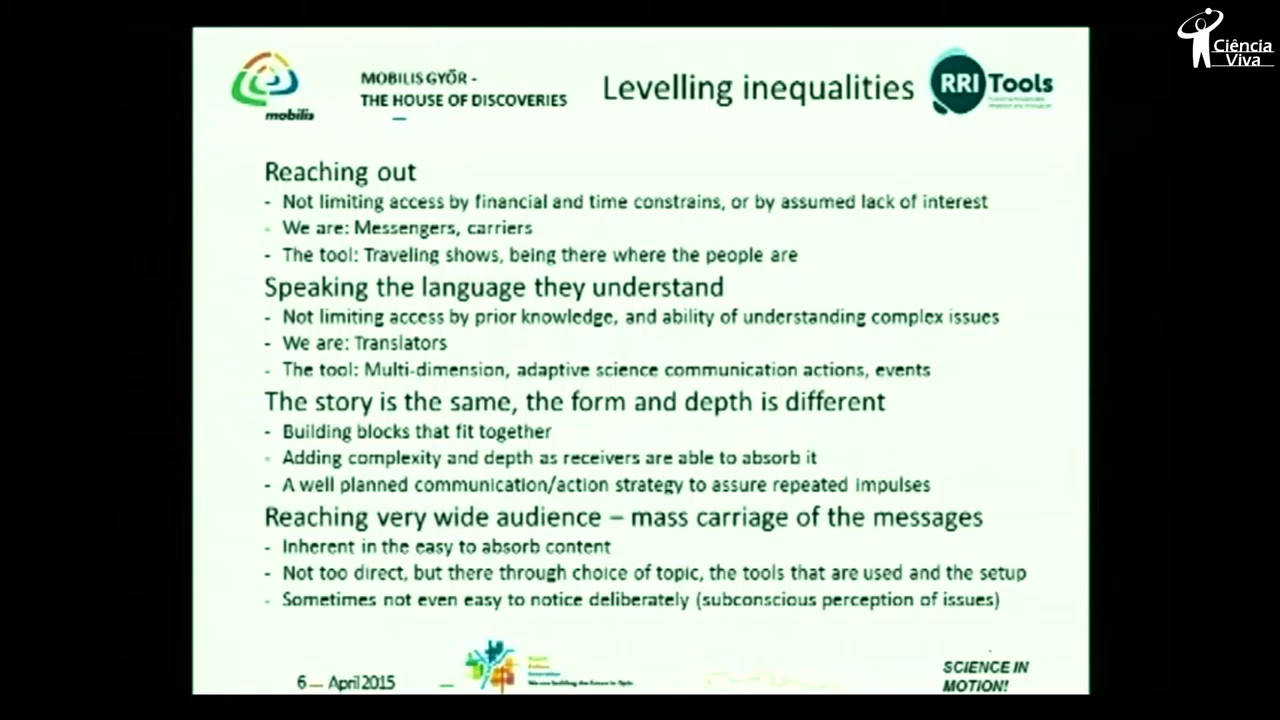 Ciência
Viva
mobilis
MOBILIS GYŐR -
THE HOUSE OF DISCOVERIES
Levelling inequalities
RRI Tools
Reaching out
- Not limiting access by financial and time constrains, or by assumed lack of interest
- We are: Messengers, carriers
- The tool: Traveling shows, being there where the people are
Speaking the language they understand
- Not limiting access by prior knowledge, and ability of understanding complex issues
- We are: Translators
- The tool: Multi-dimension, adaptive science communication actions, events
The story is the same, the form and depth is different
- Building blocks that fit together
- Adding complexity and depth as receivers are able to absorb it
- A well planned communication/action strategy to assure repeated impulses
Reaching very wide audience – mass carriage of the messages
- Inherent in the easy to absorb content
- Not too direct, but there through choice of topic, the tools that are used and the setup
- Sometimes not even easy to notice deliberately (subconscious perception of issues)
6 April 2015
SCIENCE IN
MOTION!